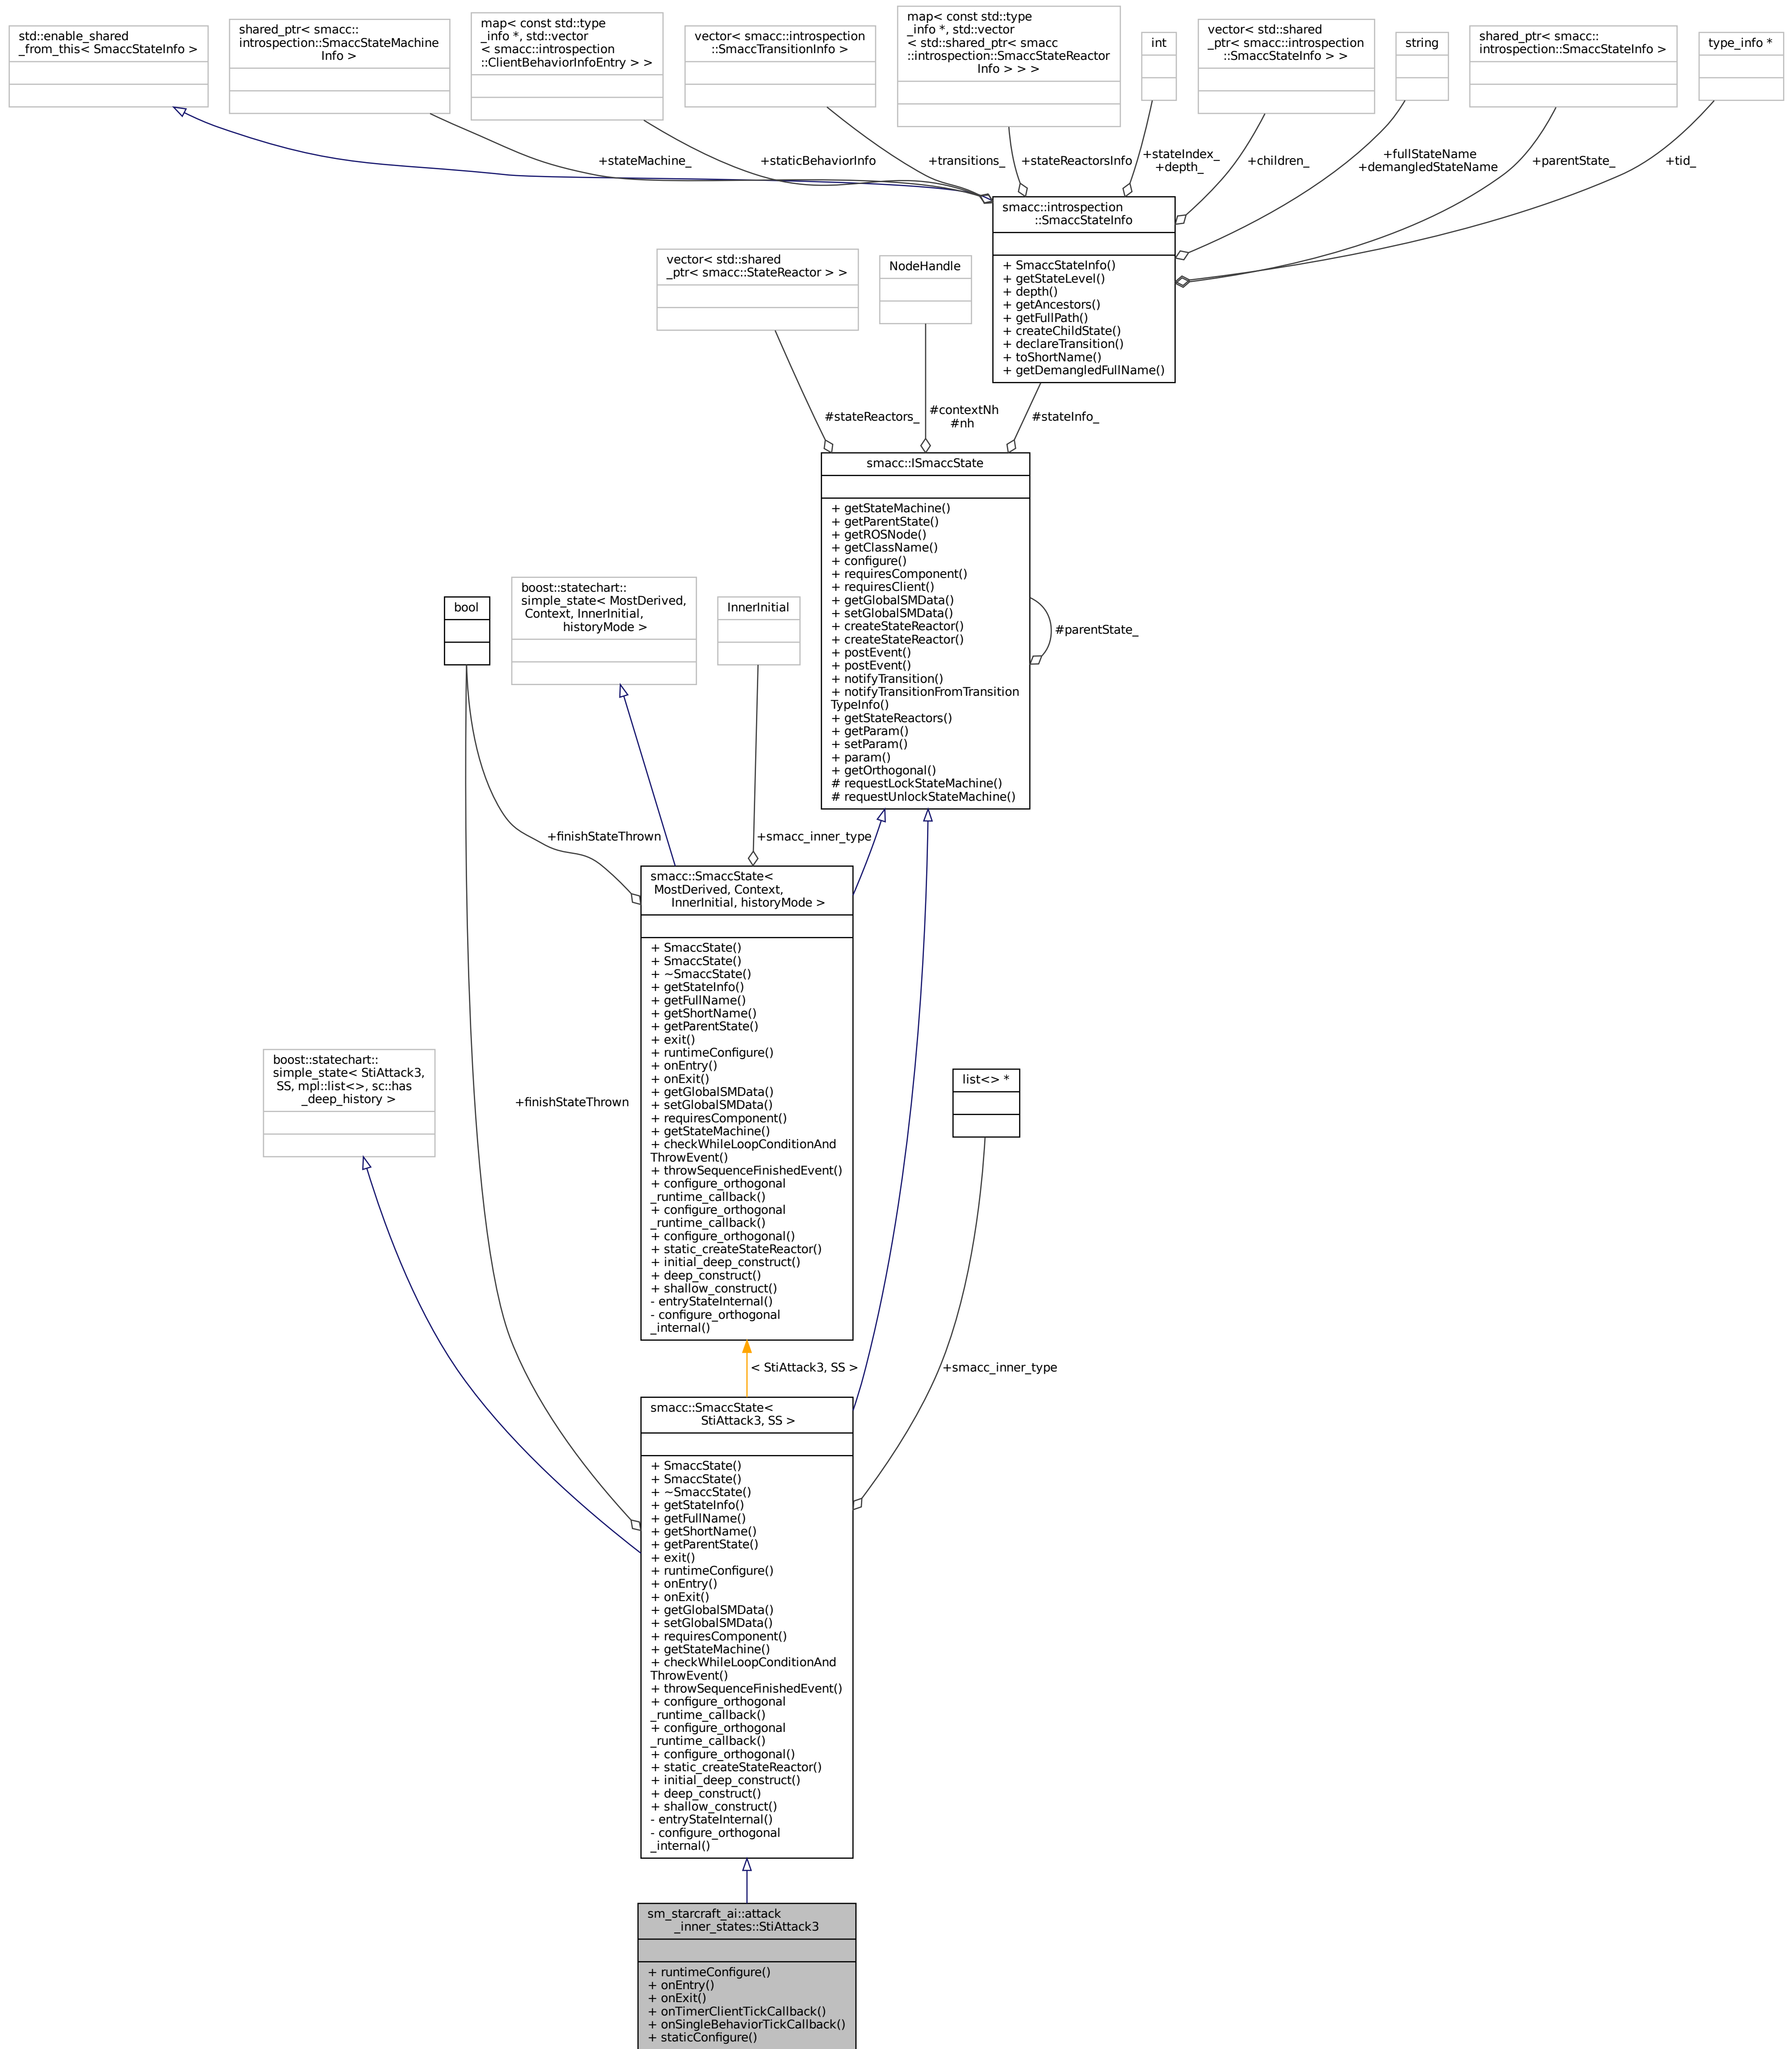 std::enable_shared
_from_this< SmaccStateInfo >
shared_ptr< smacc::
introspection::SmaccStateMachine
Info >
map< const std::type
_info *, std::vector
< smacc::introspection
::ClientBehaviorInfoEntry > >
vector< smacc::introspection
::SmaccTransitionInfo >
map< const std::type
_info *, std::vector
< std::shared_ptr< smacc
::introspection::SmaccStateReactor
Info > > >
int
vector< std::shared
_ptr< smacc::introspection
::SmaccStateInfo > >
string
shared_ptr< smacc::
introspection::SmaccStateInfo >
type_info *
+stateMachine_
+staticBehaviorInfo
+transitions_
+stateReactorsInfo
+stateIndex_
+depth_
+children_
+fullStateName
+demangledStateName
+parentState_
+tid_
smacc::introspection
::SmaccStateInfo
+ SmaccStateInfo()
+ getStateLevel()
+ depth()
+ getAncestors()
+ getFullPath()
+ createChildState()
+ declareTransition()
+ toShortName()
+ getDemangledFullName()
vector< std::shared
_ptr< smacc::StateReactor > >
NodeHandle
#stateReactors_
#contextNh
#nh
#stateInfo_
smacc::ISmaccState
+ getStateMachine()
+ getParentState()
+ getROSNode()
+ getClassName()
+ configure()
+ requiresComponent()
+ requiresClient()
+ getGlobalSMData()
+ setGlobalSMData()
+ createStateReactor()
+ createStateReactor()
+ postEvent()
+ postEvent()
+ notifyTransition()
+ notifyTransitionFromTransition
TypeInfo()
+ getStateReactors()
+ getParam()
+ setParam()
+ param()
+ getOrthogonal()
# requestLockStateMachine()
# requestUnlockStateMachine()
#parentState_
bool
boost::statechart::
simple_state< MostDerived,
Context, InnerInitial,
historyMode >
InnerInitial
+finishStateThrown
+smacc_inner_type
smacc::SmaccState<
MostDerived, Context,
InnerInitial, historyMode >
+ SmaccState()
+ SmaccState()
+ ~SmaccState()
+ getStateInfo()
+ getFullName()
+ getShortName()
+ getParentState()
+ exit()
+ runtimeConfigure()
+ onEntry()
+ onExit()
+ getGlobalSMData()
+ setGlobalSMData()
+ requiresComponent()
+ getStateMachine()
+ checkWhileLoopConditionAnd
ThrowEvent()
+ throwSequenceFinishedEvent()
+ configure_orthogonal
_runtime_callback()
+ configure_orthogonal
_runtime_callback()
+ configure_orthogonal()
+ static_createStateReactor()
+ initial_deep_construct()
+ deep_construct()
+ shallow_construct()
- entryStateInternal()
- configure_orthogonal
_internal()
boost::statechart::
simple_state< StiAttack3,
SS, mpl::list<>, sc::has
_deep_history >
+finishStateThrown
list<> *
< StiAttack3, SS >
+smacc_inner_type
smacc::SmaccState<
StiAttack3, SS >
+ SmaccState()
+ SmaccState()
+ ~SmaccState()
+ getStateInfo()
+ getFullName()
+ getShortName()
+ getParentState()
+ exit()
+ runtimeConfigure()
+ onEntry()
+ onExit()
+ getGlobalSMData()
+ setGlobalSMData()
+ requiresComponent()
+ getStateMachine()
+ checkWhileLoopConditionAnd
ThrowEvent()
+ throwSequenceFinishedEvent()
+ configure_orthogonal
_runtime_callback()
+ configure_orthogonal
_runtime_callback()
+ configure_orthogonal()
+ static_createStateReactor()
+ initial_deep_construct()
+ deep_construct()
+ shallow_construct()
- entryStateInternal()
- configure_orthogonal
_internal()
sm_starcraft_ai::attack
_inner_states::StiAttack3
+ runtimeConfigure()
+ onEntry()
+ onExit()
+ onTimerClientTickCallback()
+ onSingleBehaviorTickCallback()
+ staticConfigure()